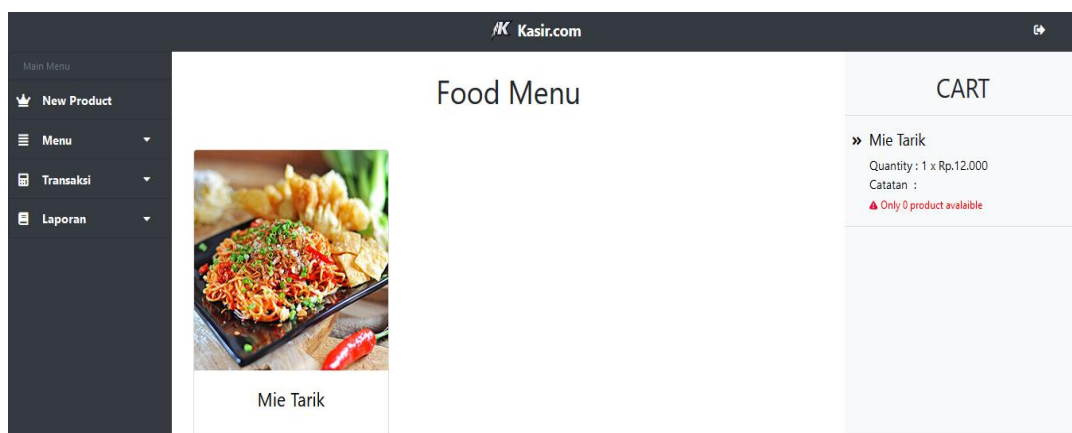 Kasir.com
Main Menu
New Product
Menu
Transaksi
Laporan
Food Menu
Mie Tarik
CART
Mie Tarik
Quantity : 1 x Rp.12.000
Catatan :
Only 0 product avalaible